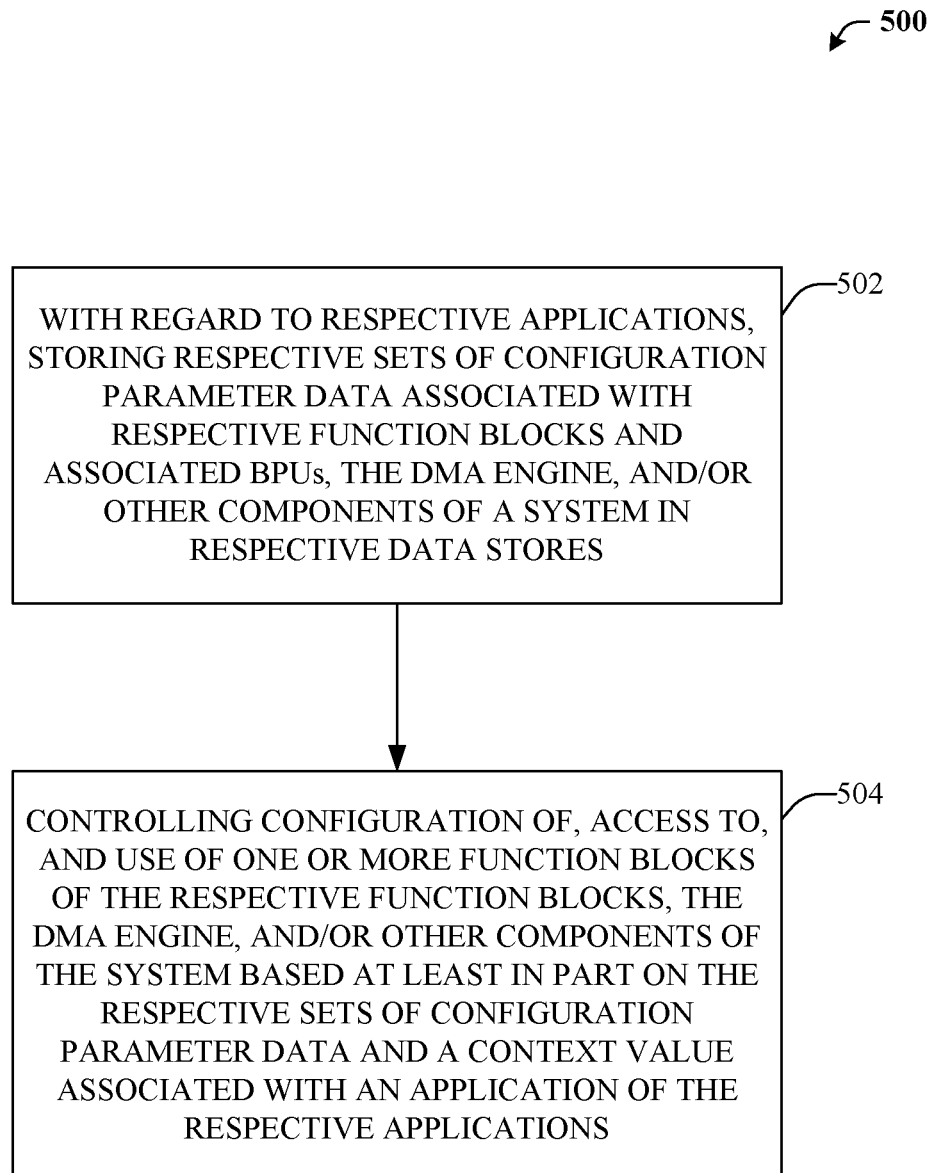 500
502
WITH REGARD TO RESPECTIVE APPLICATIONS,
STORING RESPECTIVE SETS OF CONFIGURATION
PARAMETER DATA ASSOCIATED WITH
RESPECTIVE FUNCTION BLOCKS AND
ASSOCIATED BPUs, THE DMA ENGINE, AND/OR
OTHER COMPONENTS OF A SYSTEM IN
RESPECTIVE DATA STORES
504
CONTROLLING CONFIGURATION OF, ACCESS TO,
AND USE OF ONE OR MORE FUNCTION BLOCKS
OF THE RESPECTIVE FUNCTION BLOCKS, THE
DMA ENGINE, AND/OR OTHER COMPONENTS OF
THE SYSTEM BASED AT LEAST IN PART ON THE
RESPECTIVE SETS OF CONFIGURATION
PARAMETER DATA AND A CONTEXT VALUE
ASSOCIATED WITH AN APPLICATION OF THE
RESPECTIVE APPLICATIONS